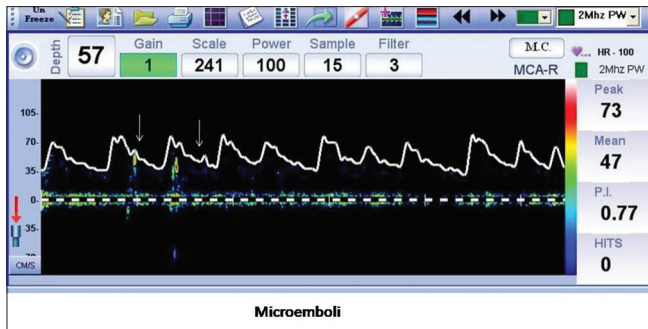 Un
Freeze
2Mhz PW
Depth
57
Gain
1
Scale
241
Power
100
Sample
15
Filter
3
M.C.
MCA-R
HR - 100
2Mhz PW
Peak
73
Mean
47
P.I.
0.77
HITS
0
105-
70-
35-
0-
35-
CM/S
Microemboli